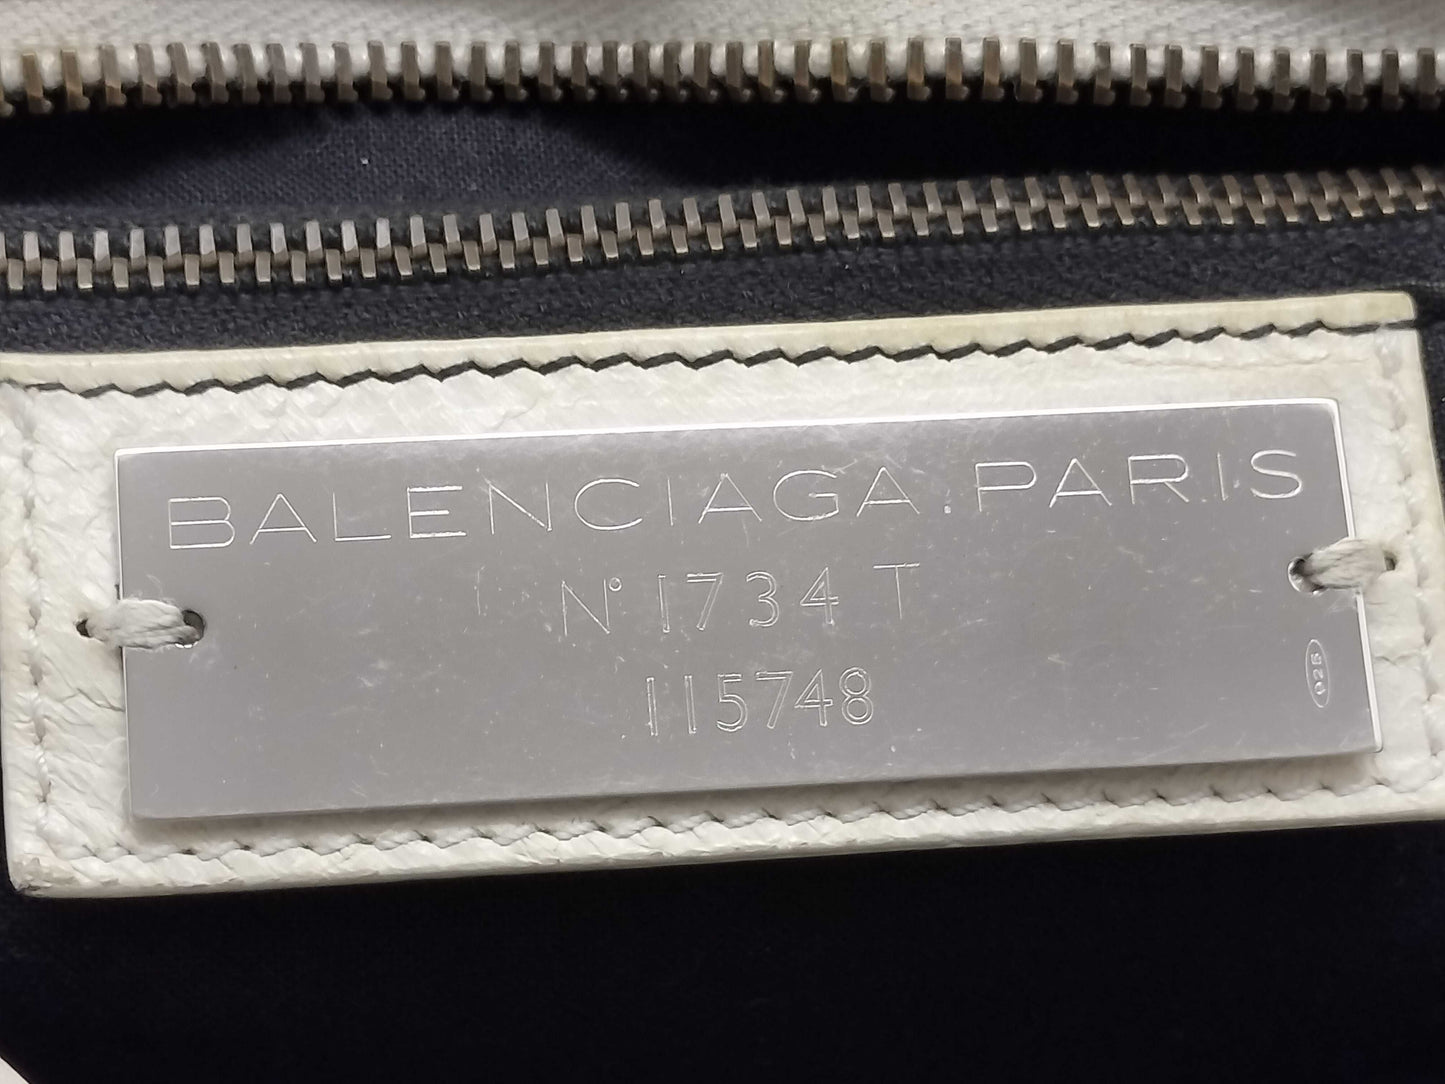 BALENCIAGA.PARIS
N° 1734 T
115748